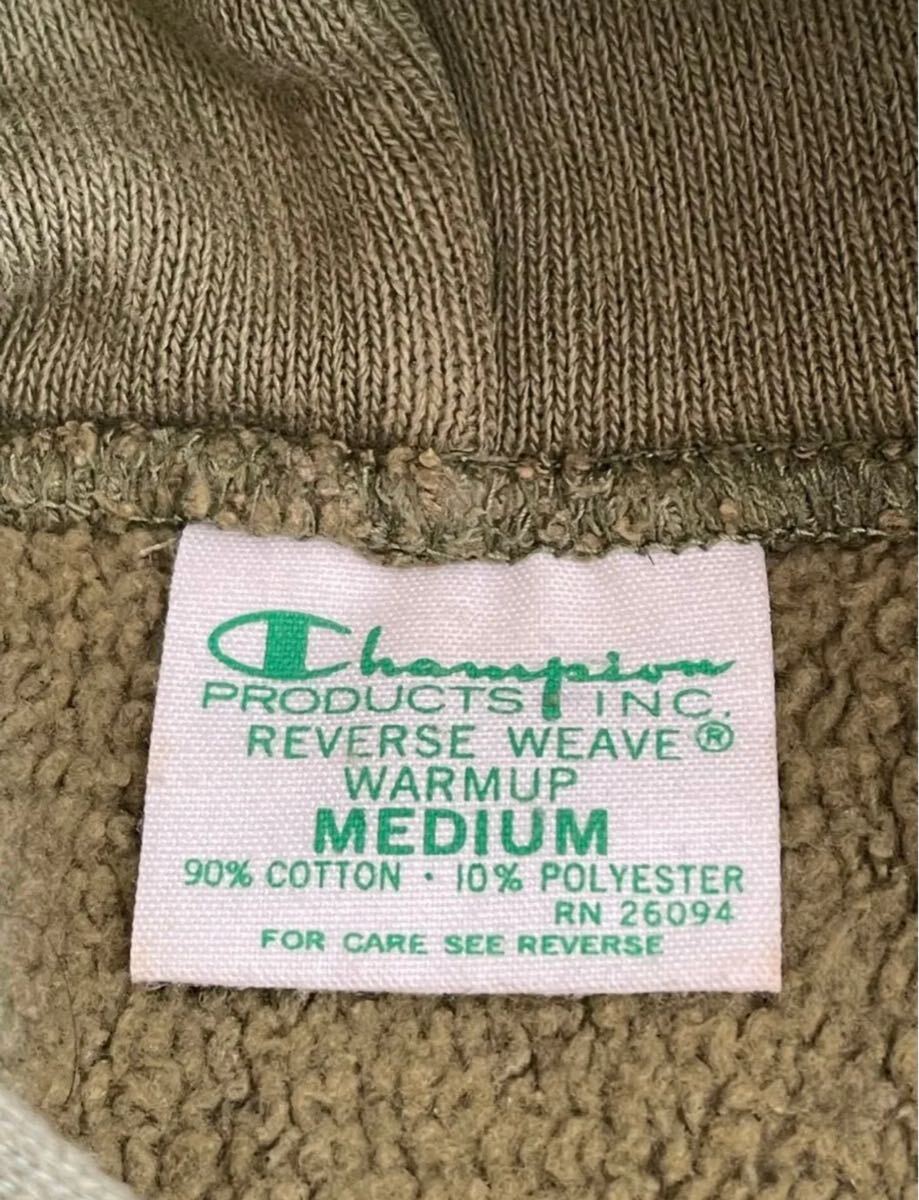 Champion
PRODUCTS INC.
REVERSE WEAVE®
WARMUP
MEDIUM
90% COTTON · 10% POLYESTER
RN 26094
FOR CARE SEE REVERSE